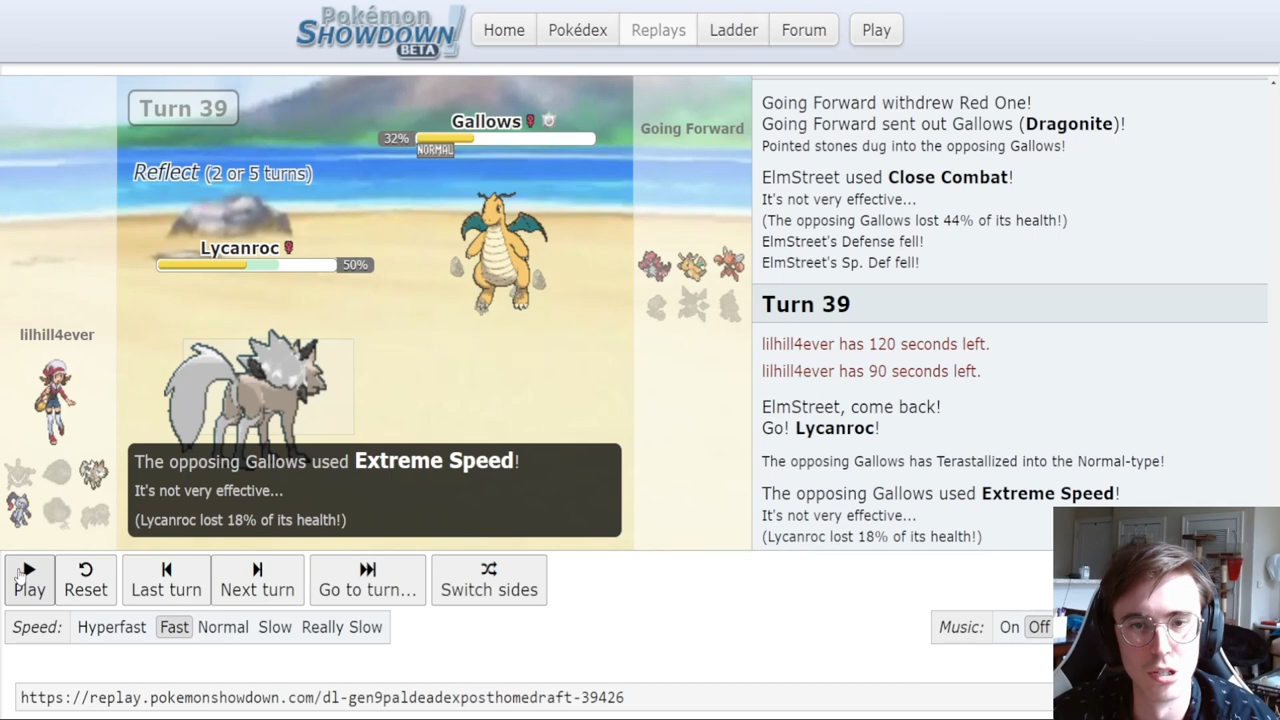 Pokémon
SHOWDOWN!
BETA
Home
Pokédex
Replays
Ladder
Forum
Play
Turn 39
Gallows
32%
NORMAL
Reflect (2 or 5 turns)
Lycanroc
50%
lilhill4ever
Going Forward
The opposing Gallows used Extreme Speed!
It's not very effective...
(Lycanroc lost 18% of its health!)
Going Forward withdrew Red One!
Going Forward sent out Gallows (Dragonite)!
Pointed stones dug into the opposing Gallows!
ElmStreet used Close Combat!
It's not very effective...
(The opposing Gallows lost 44% of its health!)
ElmStreet's Defense fell!
ElmStreet's Sp. Def fell!
Turn 39
lilhill4ever has 120 seconds left.
lilhill4ever has 90 seconds left.
ElmStreet, come back!
Go! Lycanroc!
The opposing Gallows has Terastallized into the Normal-type!
The opposing Gallows used Extreme Speed!
It's not very effective...
(Lycanroc lost 18% of its health!)
Play
Reset
Last turn
Next turn
Go to turn...
Switch sides
Speed: Hyperfast Fast Normal Slow Really Slow
Music: On Off
https://replay.pokemonshowdown.com/dl-gen9paldeadexposthomedraft-39426